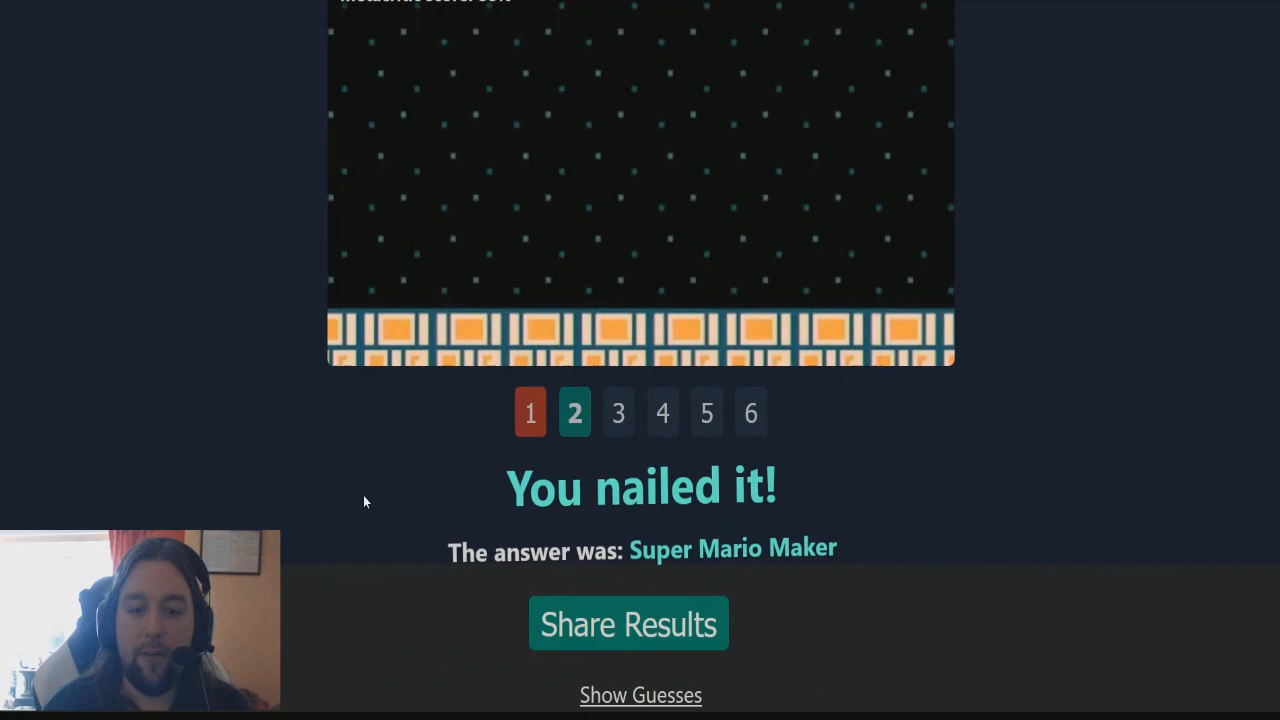 1 2 3 4 5 6
You nailed it!
The answer was: Super Mario Maker
Share Results
Show Guesses